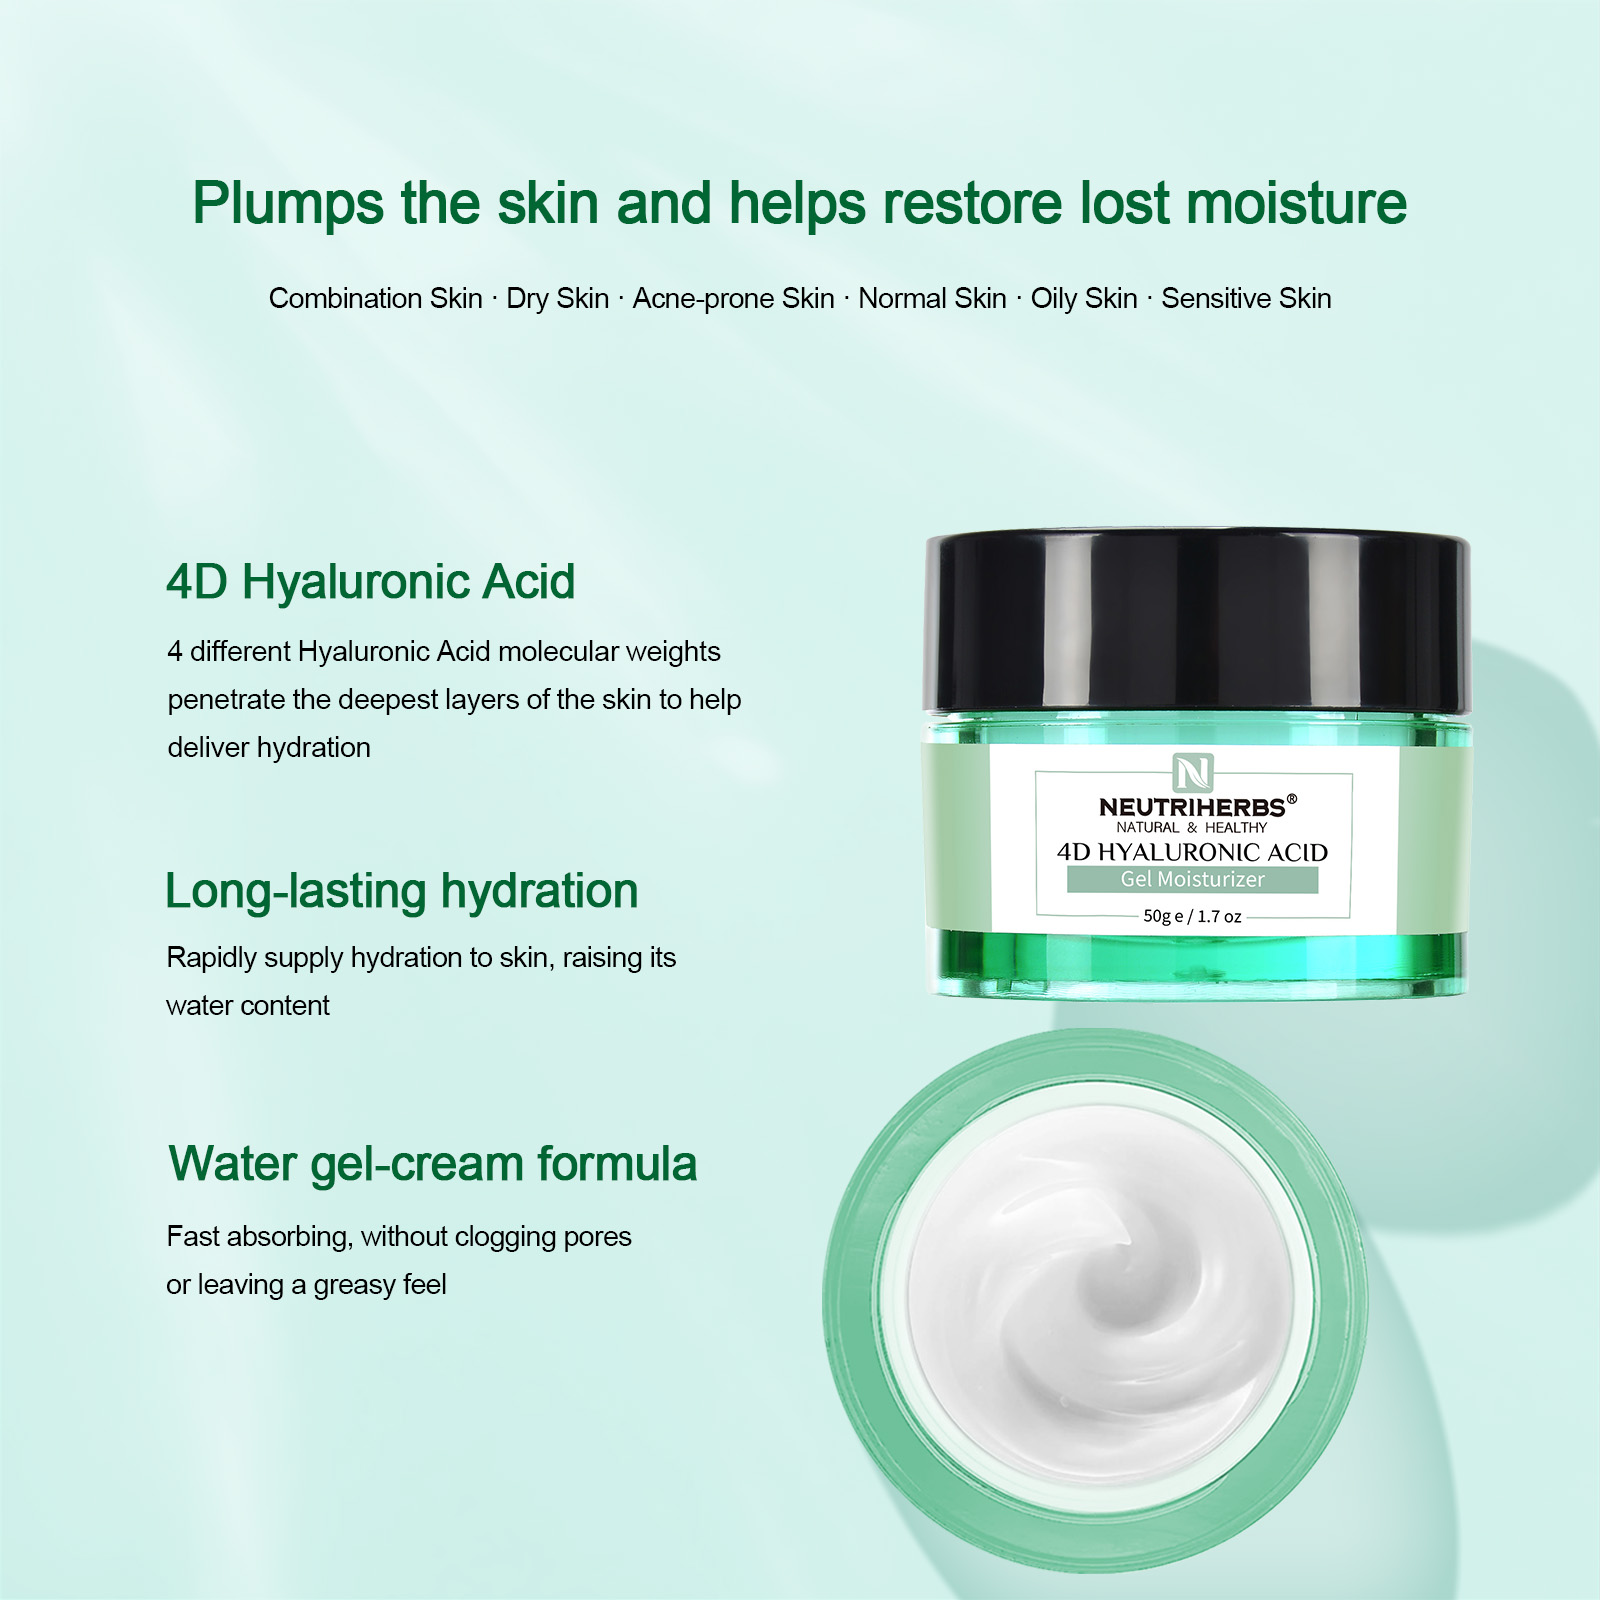 Plumps the skin and helps restore lost moisture
Combination Skin · Dry Skin · Acne-prone Skin · Normal Skin · Oily Skin · Sensitive Skin
4D Hyaluronic Acid
4 different Hyaluronic Acid molecular weights
penetrate the deepest layers of the skin to help
deliver hydration
Long-lasting hydration
Rapidly supply hydration to skin, raising its
water content
Water gel-cream formula
Fast absorbing, without clogging pores
or leaving a greasy feel
N
NEUTRIHERBS®
NATURAL & HEALTHY
4D HYALURONIC ACID
Gel Moisturizer
50g e / 1.7 oz